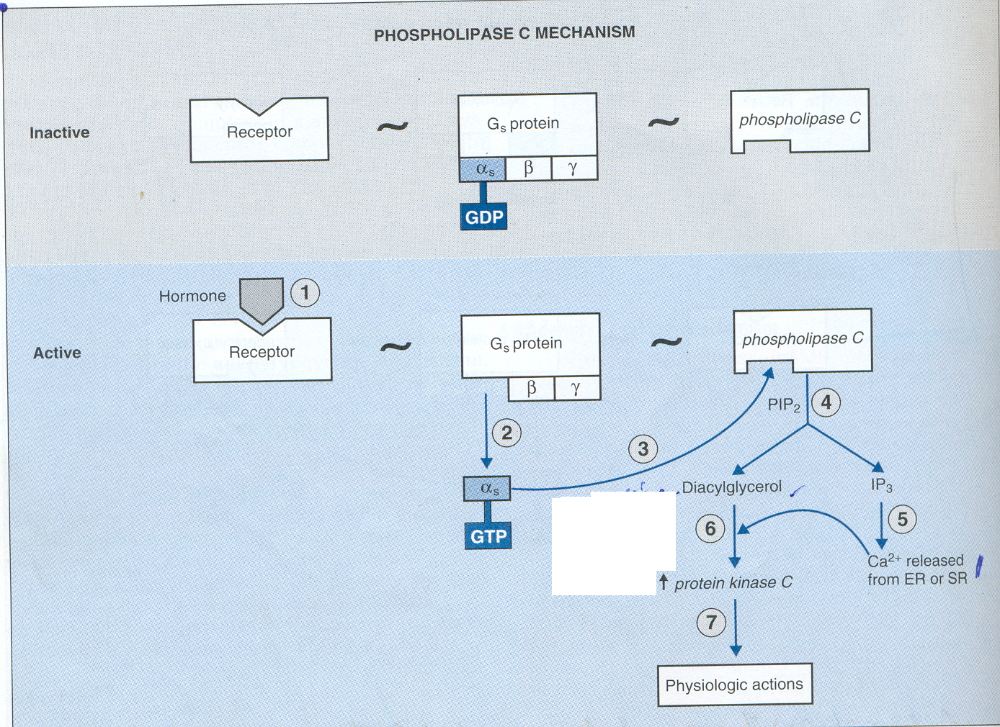 PHOSPHOLIPASE C MECHANISM
Inactive
Receptor
~
Gₛ protein
~
phospholipase C
αₛ
β
γ
GDP
Hormone
1
Active
Receptor
~
Gₛ protein
~
phospholipase C
β
γ
PIP₂
4
2
3
αₛ
Diacylglycerol
IP₃
GTP
6
5
Ca²⁺ released
from ER or SR
↑ protein kinase C
7
Physiologic actions